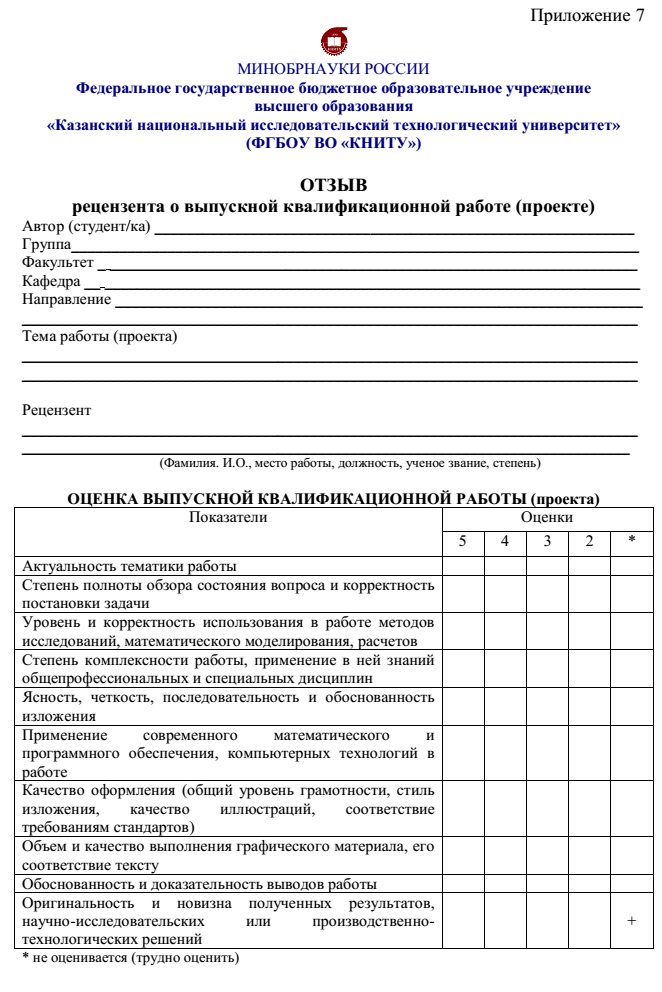 Приложение 7
МИНОБРНАУКИ РОССИИ
Федеральное государственное бюджетное образовательное учреждение
высшего образования
«Казанский национальный исследовательский технологический университет»
(ФГБОУ ВО «КНИТУ»)
ОТЗЫВ
рецензента о выпускной квалификационной работе (проекте)
Автор (студент/ка)
Группа
Факультет
Кафедра
Направление
Тема работы (проекта)
Рецензент
(Фамилия. И.О., место работы, должность, ученое звание, степень)
ОЦЕНКА ВЫПУСКНОЙ КВАЛИФИКАЦИОННОЙ РАБОТЫ (проекта)
Показатели Оценки
5 4 3 2 *
Актуальность тематики работы
Степень полноты обзора состояния вопроса и корректность
постановки задачи
Уровень и корректность использования в работе методов
исследований, математического моделирования, расчетов
Степень комплексности работы, применение в ней знаний
общепрофессиональных и специальных дисциплин
Ясность, четкость, последовательность и обоснованность
изложения
Применение современного математического и
программного обеспечения, компьютерных технологий в
работе
Качество оформления (общий уровень грамотности, стиль
изложения, качество иллюстраций, соответствие
требованиям стандартов)
Объем и качество выполнения графического материала, его
соответствие тексту
Обоснованность и доказательность выводов работы
Оригинальность и новизна полученных результатов,
научно-исследовательских или производственно- +
технологических решений
* не оценивается (трудно оценить)